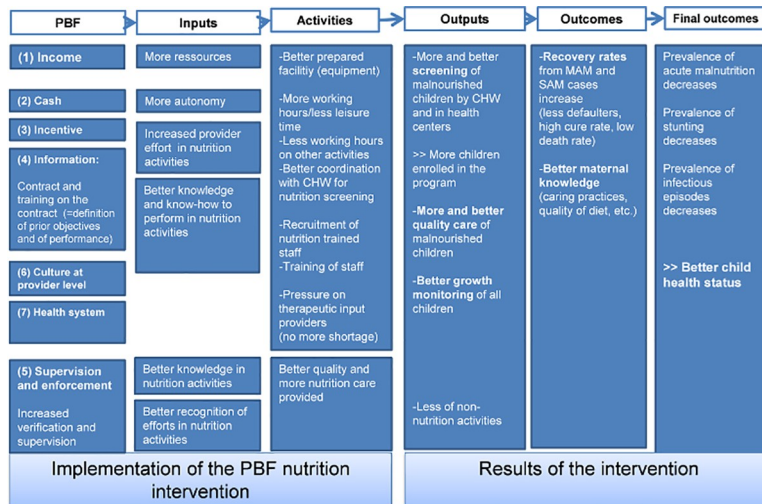 PBF
Inputs
Activities
Outputs
Outcomes
Final outcomes
(1) Income
(2) Cash
(3) Incentive
(4) Information:
Contract and
training on the
contract (=definition
of prior objectives
and of performance)
(6) Culture at
provider level
(7) Health system
(5) Supervision
and enforcement
Increased
verification and
supervision
More ressources
More autonomy
Increased provider
effort in nutrition
activities
Better knowledge
and know-how to
perform in nutrition
activities
Better knowledge in
nutrition activities
Better recognition of
efforts in nutrition
activities
-Better prepared
facilitiy (equipment)
-More working
hours/less leisure
time
-Less working hours
on other activities
-Better coordination
with CHW for
nutrition screening
-Recruitment of
nutrition trained
staff
-Training of staff
-Pressure on
therapeutic input
providers
(no more shortage)
Better quality and
more nutrition care
provided
-More and better
screening of
malnourished
children by CHW
and in health
centers
>> More children
enrolled in the
program
-More and better
quality care of
malnourished
children
-Better growth
monitoring of all
children
-Less of non-
nutrition activities
-Recovery rates
from MAM and
SAM cases
increase
(less defaulters,
high cure rate, low
death rate)
-Better maternal
knowledge
(caring practices,
quality of diet, etc.)
Prevalence of
acute malnutrition
decreases
Prevalence of
stunting
decreases
Prevalence of
infectious
episodes
decreases
>> Better child
health status
Implementation of the PBF nutrition
intervention
Results of the intervention